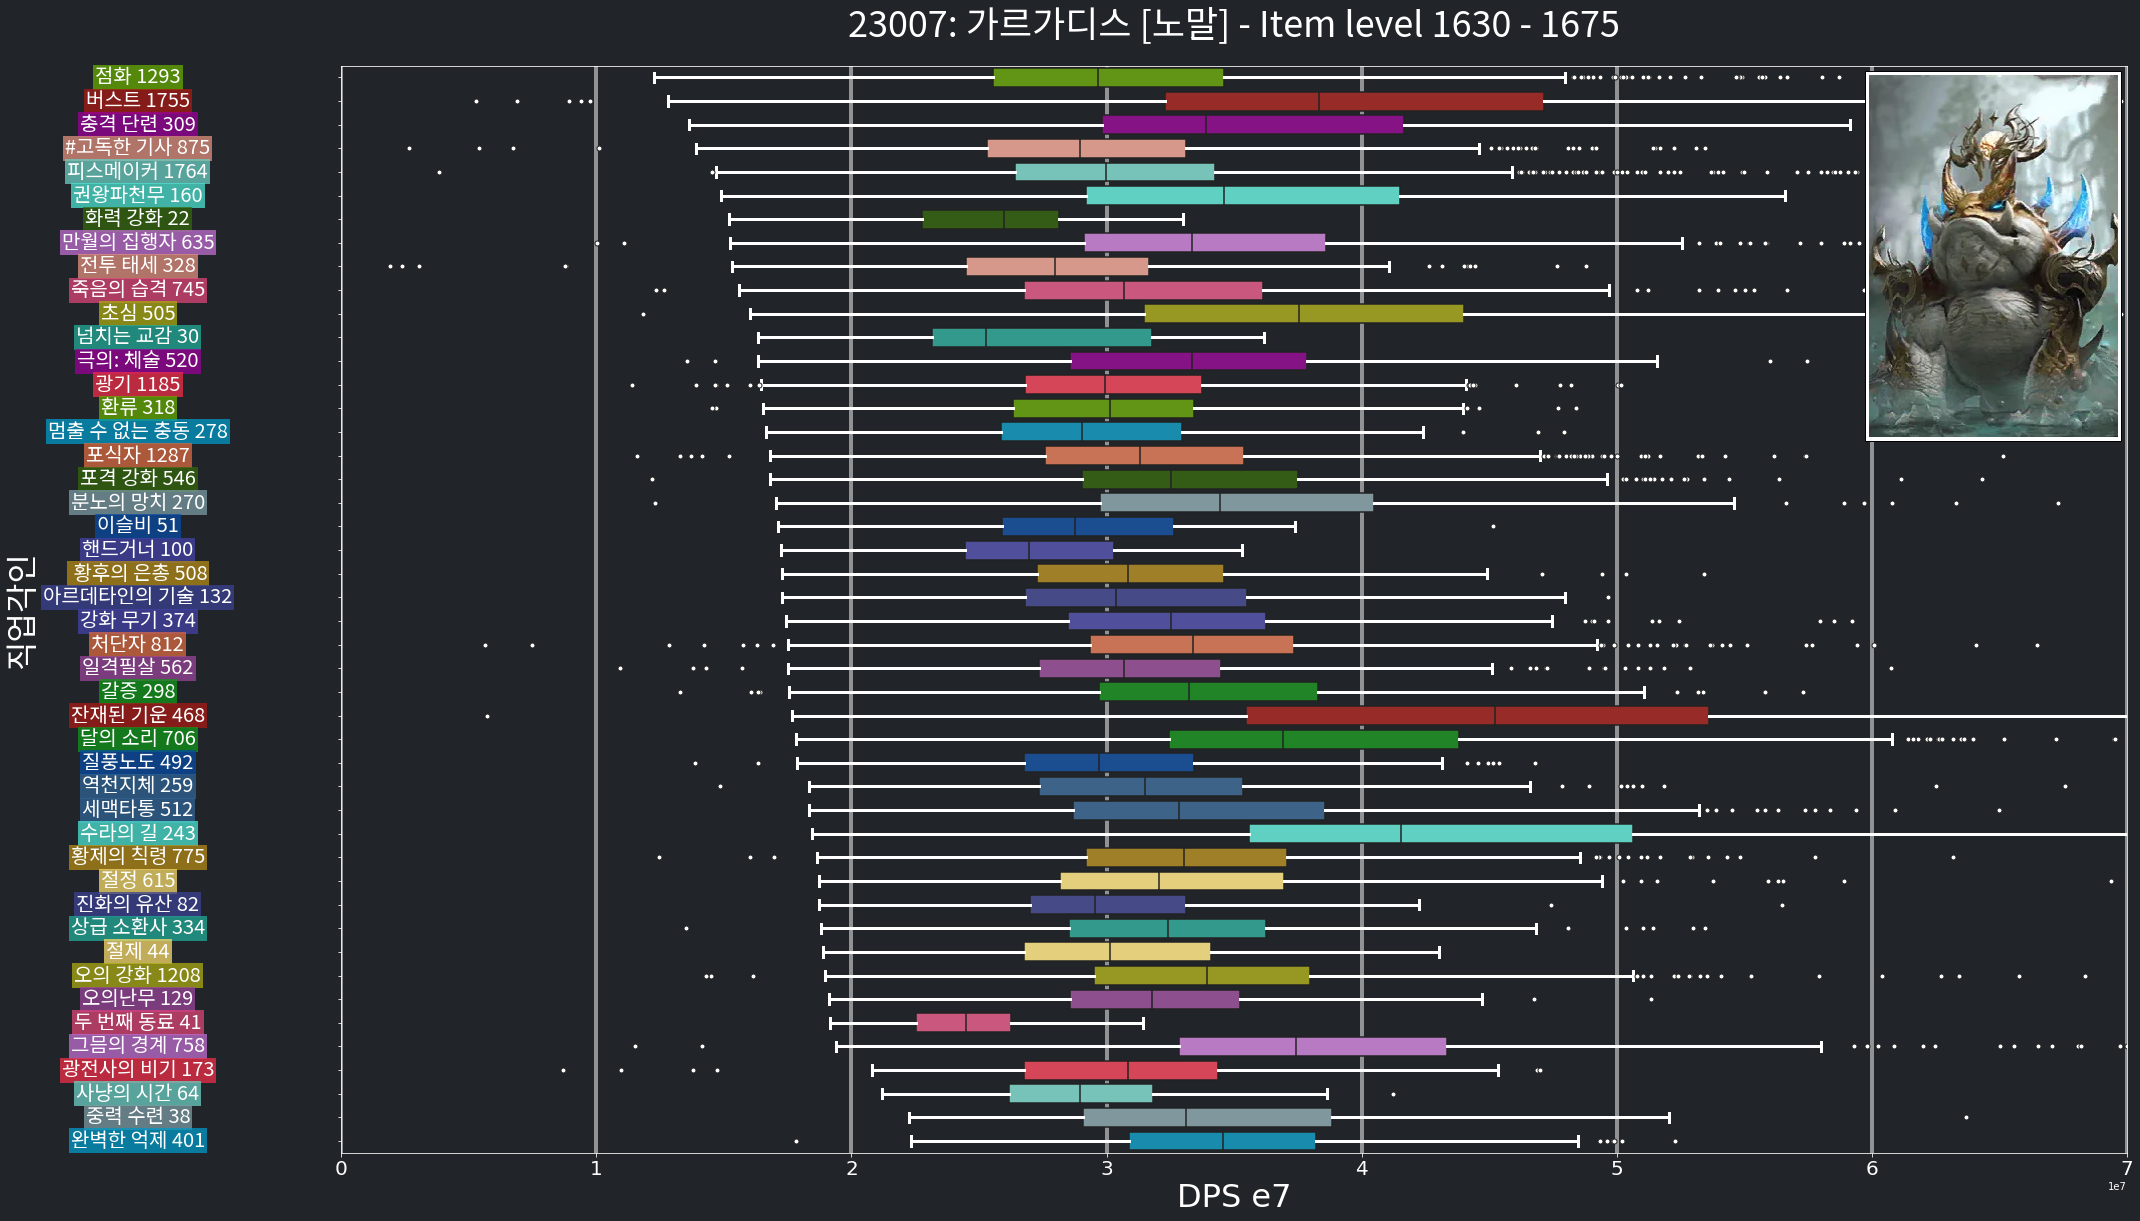 23007: 가르가디스 [노말] - Item level 1630 - 1675
직업각인
점화 1293
버스트 1755
충격 단련 309
#고독한 기사 875
피스메이커 1764
권왕파천무 160
화력 강화 22
만월의 집행자 635
전투 태세 328
죽음의 습격 745
초심 505
넘치는 교감 30
극의: 체술 520
광기 1185
환류 318
멈출 수 없는 충동 278
포식자 1287
포격 강화 546
분노의 망치 270
이슬비 51
핸드거너 100
황후의 은총 508
아르데타인의 기술 132
강화 무기 374
처단자 812
일격필살 562
갈증 298
잔재된 기운 468
달의 소리 706
질풍노도 492
역천지체 259
세맥타통 512
수라의 길 243
황제의 칙령 775
절정 615
진화의 유산 82
상급 소환사 334
절제 44
오의 강화 1208
오의난무 129
두 번째 동료 41
그믐의 경계 758
광전사의 비기 173
사냥의 시간 64
중력 수련 38
완벽한 억제 401
0 1 2 3 4 5 6 7
1e7
DPS e7